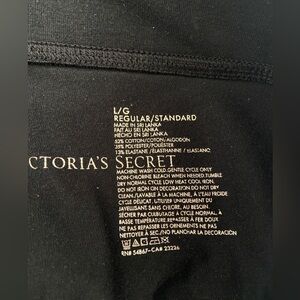 L/G
REGULAR/STANDARD
MADE IN SRI LANKA
FAIT AU SRI LANKA
HECHO EN SRI LANKA
52% COTTON/COTON/ALGODON
35% POLYESTER/POLIÉSTER
13% ELASTANE/ÉLASTHANNE/ELASTANO
CTORIA'S SECRET
MACHINE WASH COLD.GENTLE CYCLE ONLY
NON-CHLORINE BLEACH WHEN NEEDED.TUMBLE
DRY NORMAL CYCLE LOW HEAT COOL IRON.
DO NOT IRON ON DECORATION DO NOT DRY
CLEAN./LAVABLE À LA MACHINE, À L'EAU FROIDE
CYCLE DÉLICAT. UTILISER UNIQUEMENT DU
JAVELLISANT SANS CHLORE, AU BESOIN.
SÉCHER PAR CULBUTAGE À CYCLE NORMAL, À
BASSE TEMPÉRATURE REPASSER À FER DOUX
NE PAS REPASSER LES ORNEMENTS NE PAS
NETTOYER À SEC./NO PLANCHAR LA DECORACIÓN
RN# 54867-CA# 23226